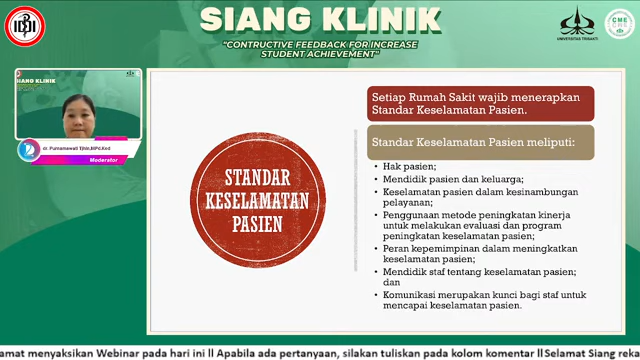 SIANG KLINIK
"CONTRUCTIVE FEEDBACK FOR INCREASE
STUDENT ACHIEVEMENT"
UNIVERSITAS TRISAKTI
CME
SIANG KLINIK
dr. Purnamawati Tjhin,MPd.Ked
Moderator
STANDAR
KESELAMATAN
PASIEN
Setiap Rumah Sakit wajib menerapkan
Standar Keselamatan Pasien.
Standar Keselamatan Pasien meliputi:
• Hak pasien;
• Mendidik pasien dan keluarga;
• Keselamatan pasien dalam kesinambungan
pelayanan;
• Penggunaan metode peningkatan kinerja
untuk melakukan evaluasi dan program
peningkatan keselamatan pasien;
• Peran kepemimpinan dalam meningkatkan
keselamatan pasien;
• Mendidik staf tentang keselamatan pasien;
dan
• Komunikasi merupakan kunci bagi staf untuk
mencapai keselamatan pasien.
amat menyaksikan Webinar pada hari ini ll Apabila ada pertanyaan, silakan tuliskan pada kolom komentar llSelamat Siang reka